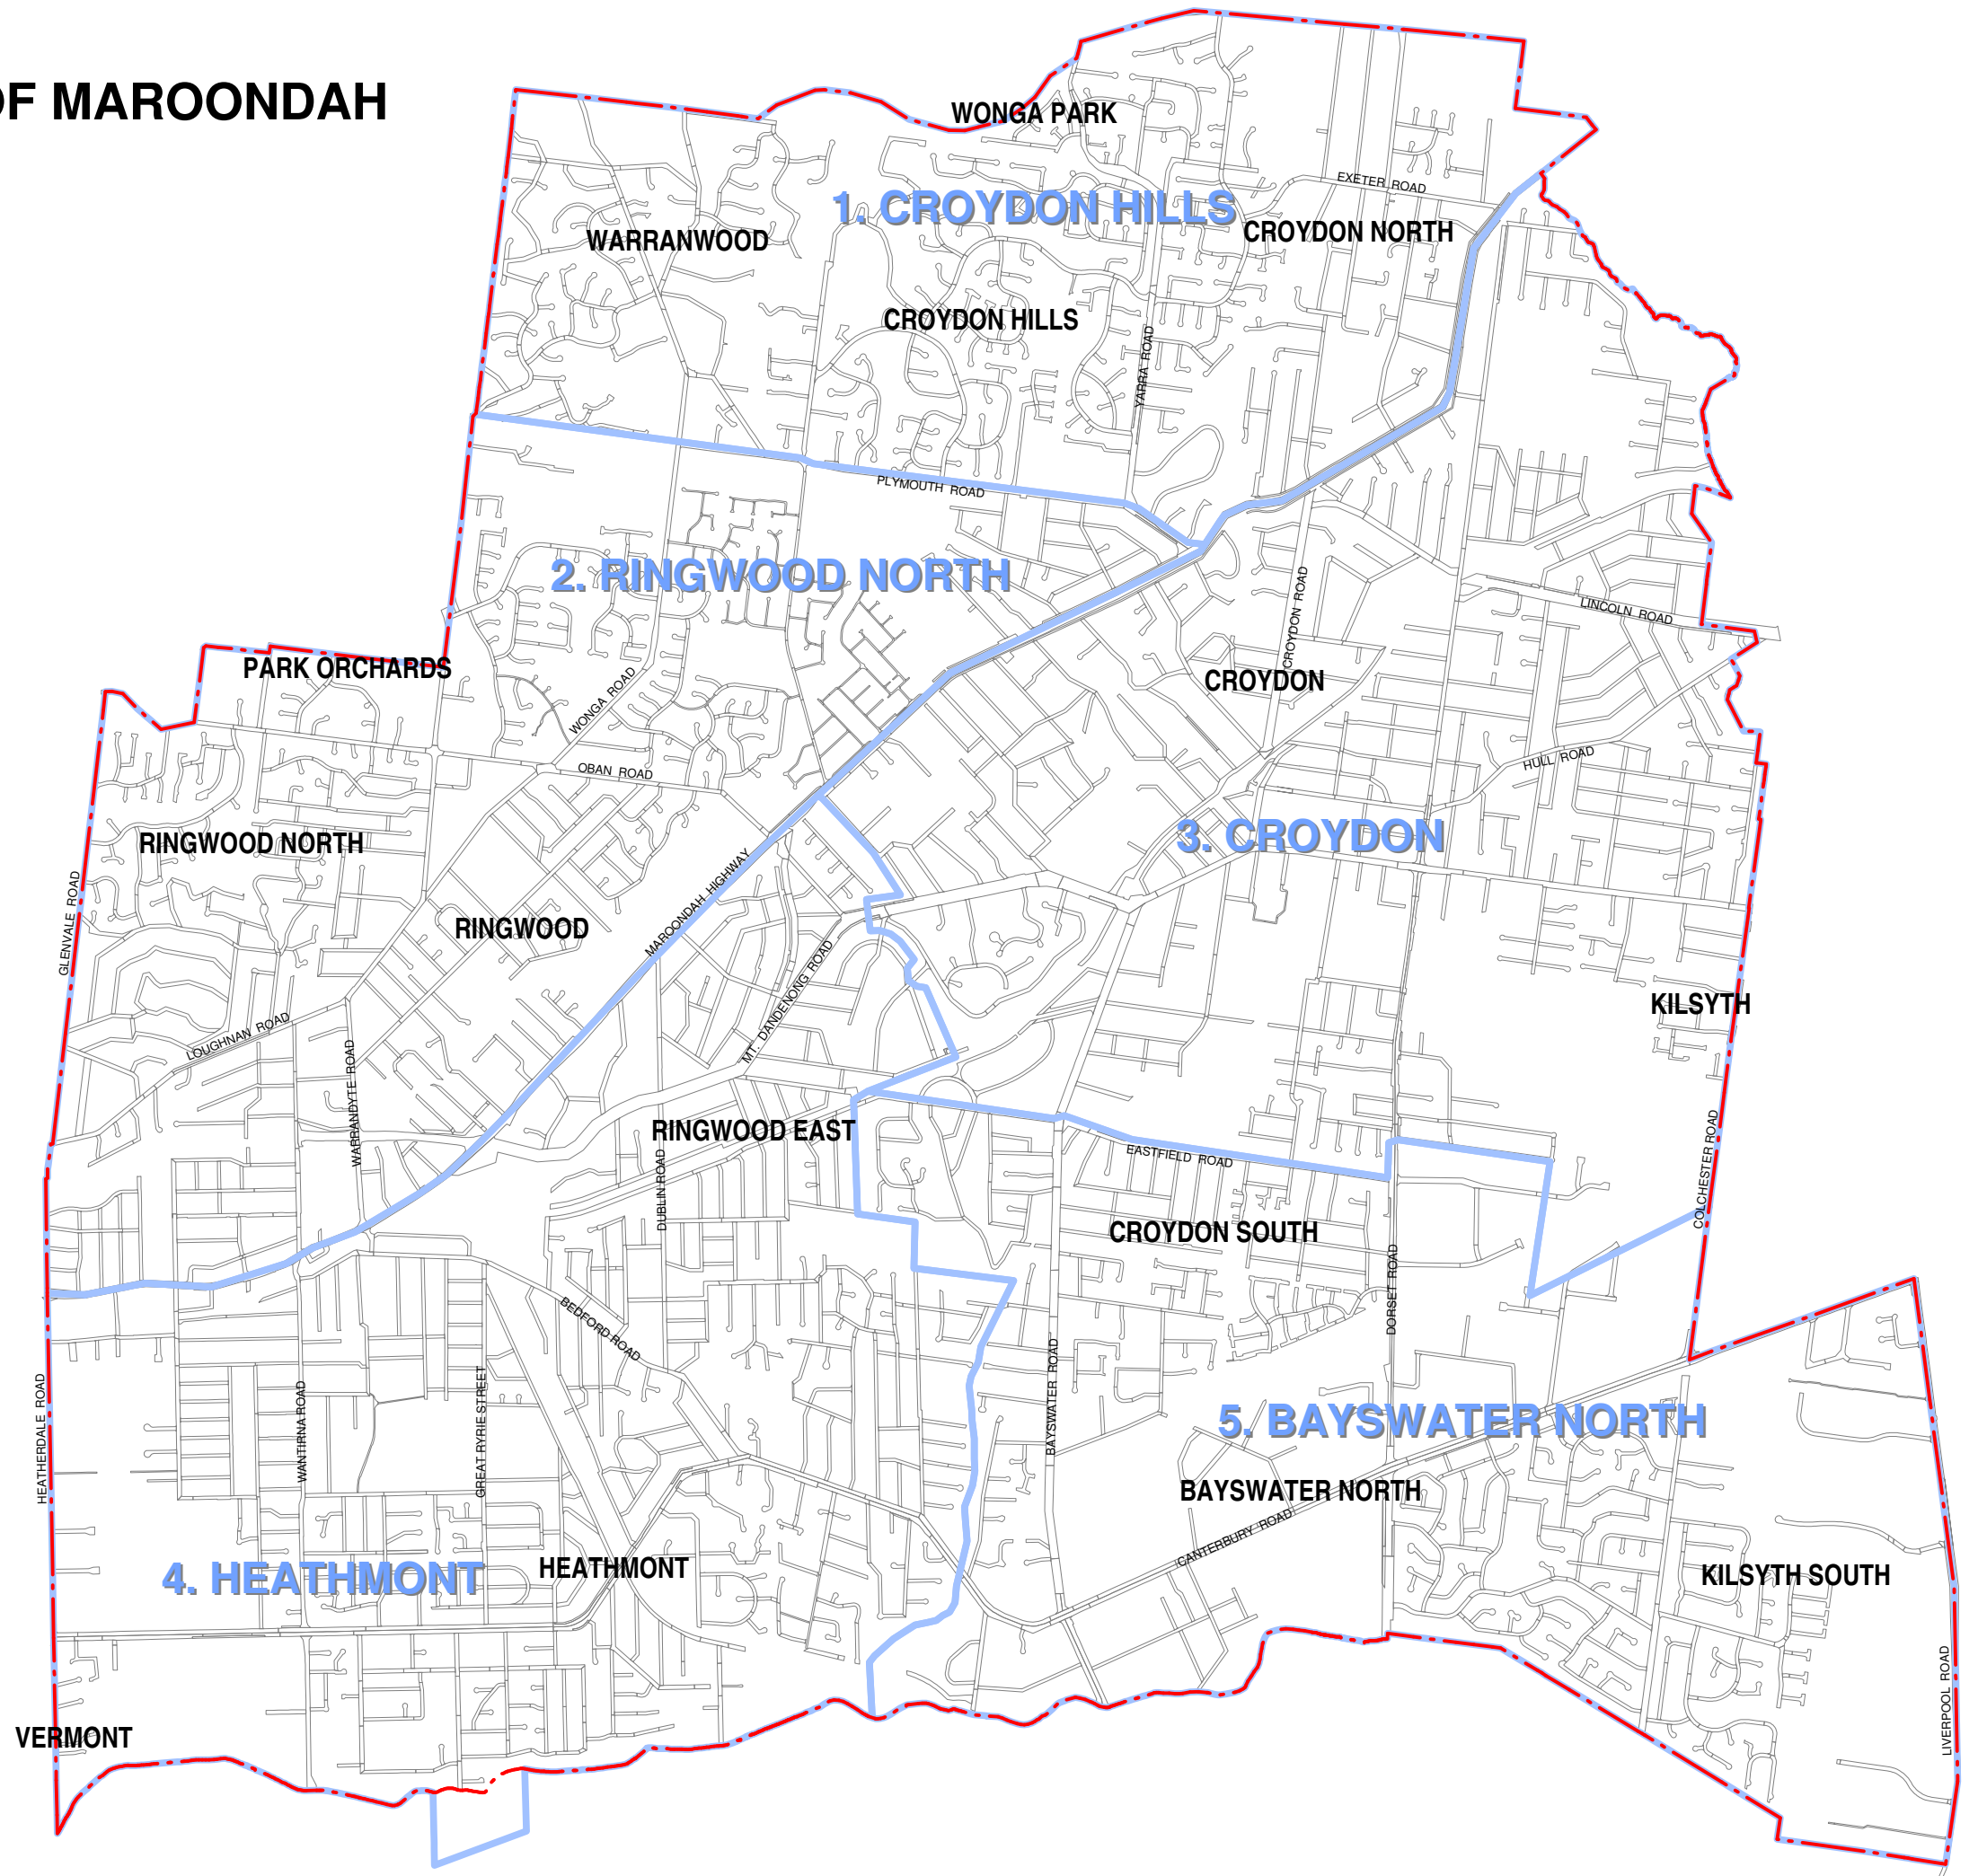 OF MAROONDAH
WONGA PARK
EXETER ROAD
1. CROYDON HILLS
CROYDON NORTH
WARRANWOOD
CROYDON HILLS
YARRA ROAD
PLYMOUTH ROAD
2. RINGWOOD NORTH
LINCOLN ROAD
CROYDON ROAD
PARK ORCHARDS
CROYDON
WONGA ROAD
HULL ROAD
OBAN ROAD
3. CROYDON
RINGWOOD NORTH
MAROONDAH HIGHWAY
GLENVALE ROAD
RINGWOOD
MT. DANDENONG ROAD
KILSYTH
LOUGHNAN ROAD
WARRANDYTE ROAD
RINGWOOD EAST
EASTFIELD ROAD
COLCHESTER ROAD
DUBLIN ROAD
CROYDON SOUTH
DORSET ROAD
BEDFORD ROAD
BAYSWATER ROAD
HEATHERDALE ROAD
WANTIRNA ROAD
GREAT RYRIE STREET
5. BAYSWATER NORTH
BAYSWATER NORTH
CANTERBURY ROAD
4. HEATHMONT
HEATHMONT
KILSYTH SOUTH
LIVERPOOL ROAD
VERMONT